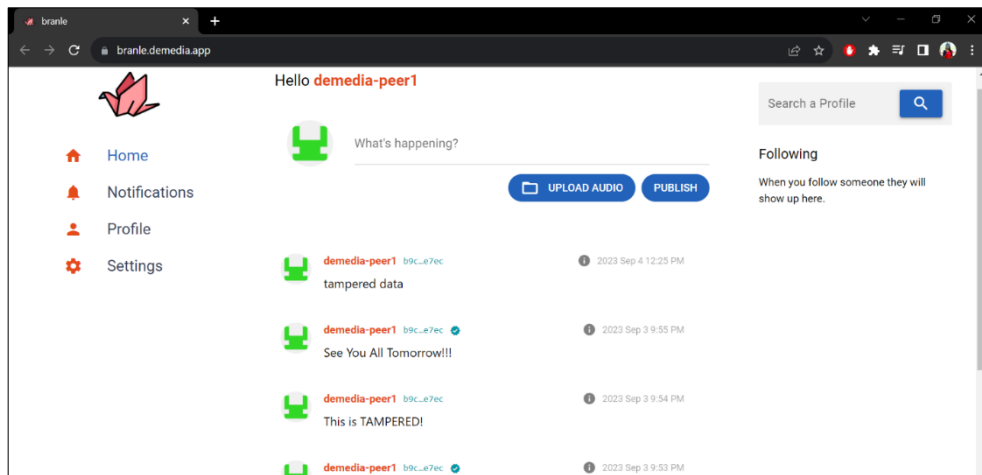 branle
branle.demedia.app
Hello demedia-peer1
What's happening?
UPLOAD AUDIO
PUBLISH
Home
Notifications
Profile
Settings
demedia-peer1 b9c…e7ec 2023 Sep 4 12:25 PM
tampered data
demedia-peer1 b9c…e7ec 2023 Sep 3 9:55 PM
See You All Tomorrow!!!
demedia-peer1 b9c…e7ec 2023 Sep 3 9:54 PM
This is TAMPERED!
demedia-peer1 b9c…e7ec 2023 Sep 3 9:53 PM
Search a Profile
Following
When you follow someone they will
show up here.